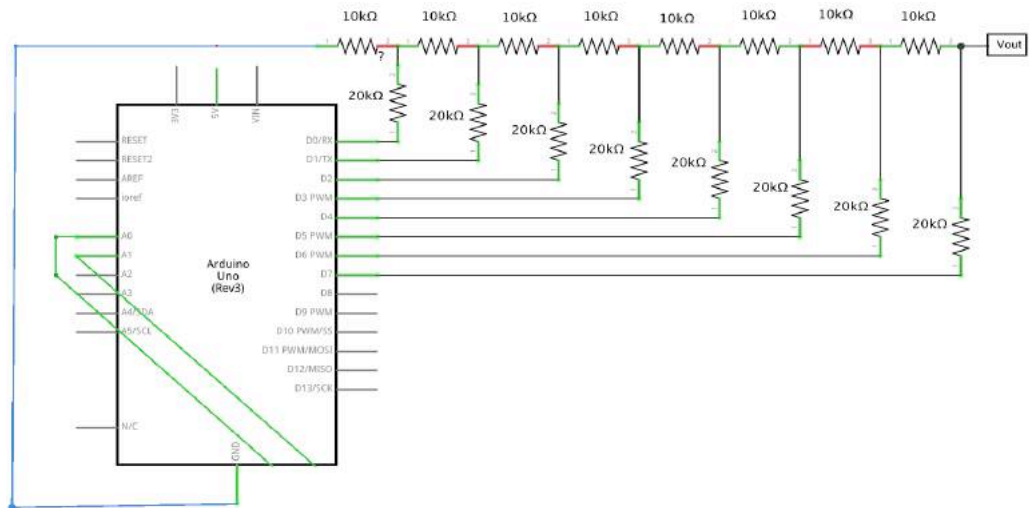 10kΩ 10kΩ 10kΩ 10kΩ 10kΩ 10kΩ 10kΩ 10kΩ
Vout
?
20kΩ
20kΩ
20kΩ
20kΩ
20kΩ
20kΩ
20kΩ
20kΩ
3V3 5V VIN
RESET D0/RX
RESET2 D1/TX
AREF D2
ioref D3 PWM
D4
A0 D5 PWM
A1 D6 PWM
A2 D7
A3 D8
A4/SDA D9 PWM
A5/SCL D10 PWM/SS
D11 PWM/MOSI
D12/MISO
D13/SCK
Arduino
Uno
(Rev3)
N/C
GND